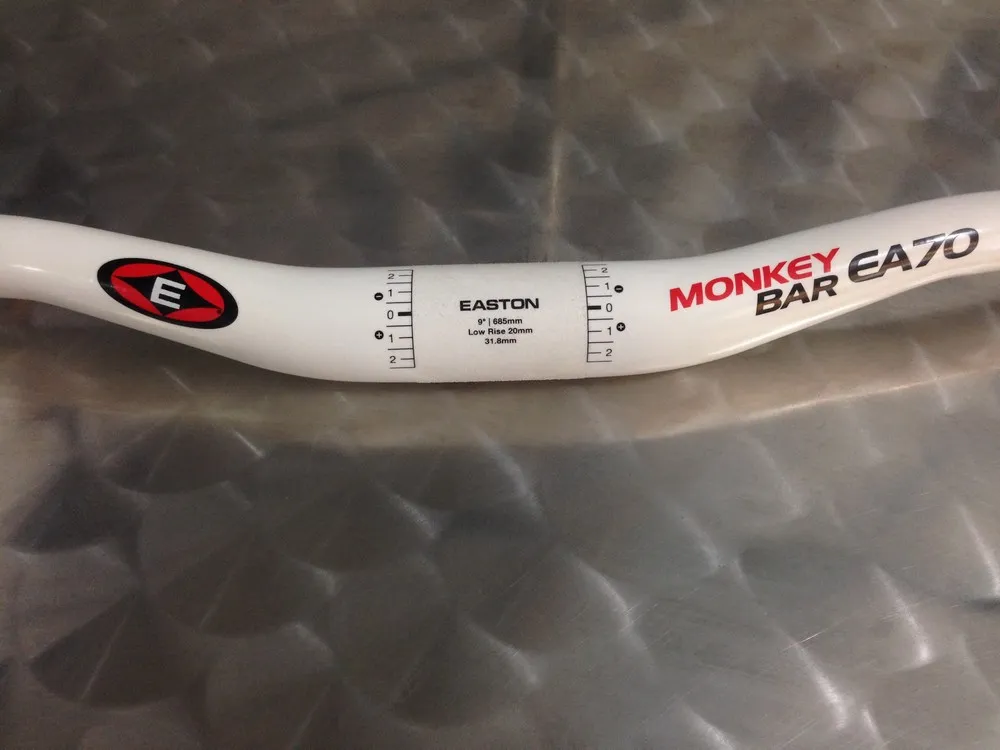 E
2
1
0
1
2
EASTON
9° | 685mm
Low Rise 20mm
31.8mm
2
1
0
1
2
MONKEY
BAR EA70